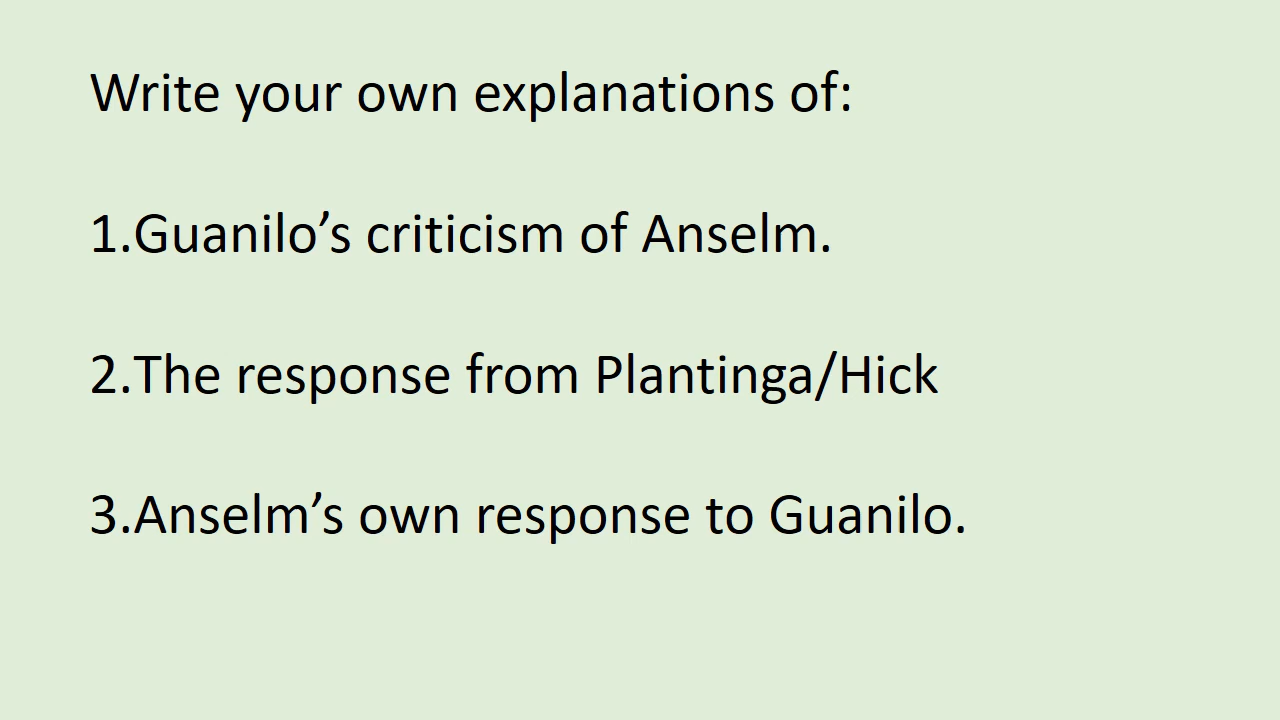 Write your own explanations of:
1.Guanilo’s criticism of Anselm.
2.The response from Plantinga/Hick
3.Anselm’s own response to Guanilo.